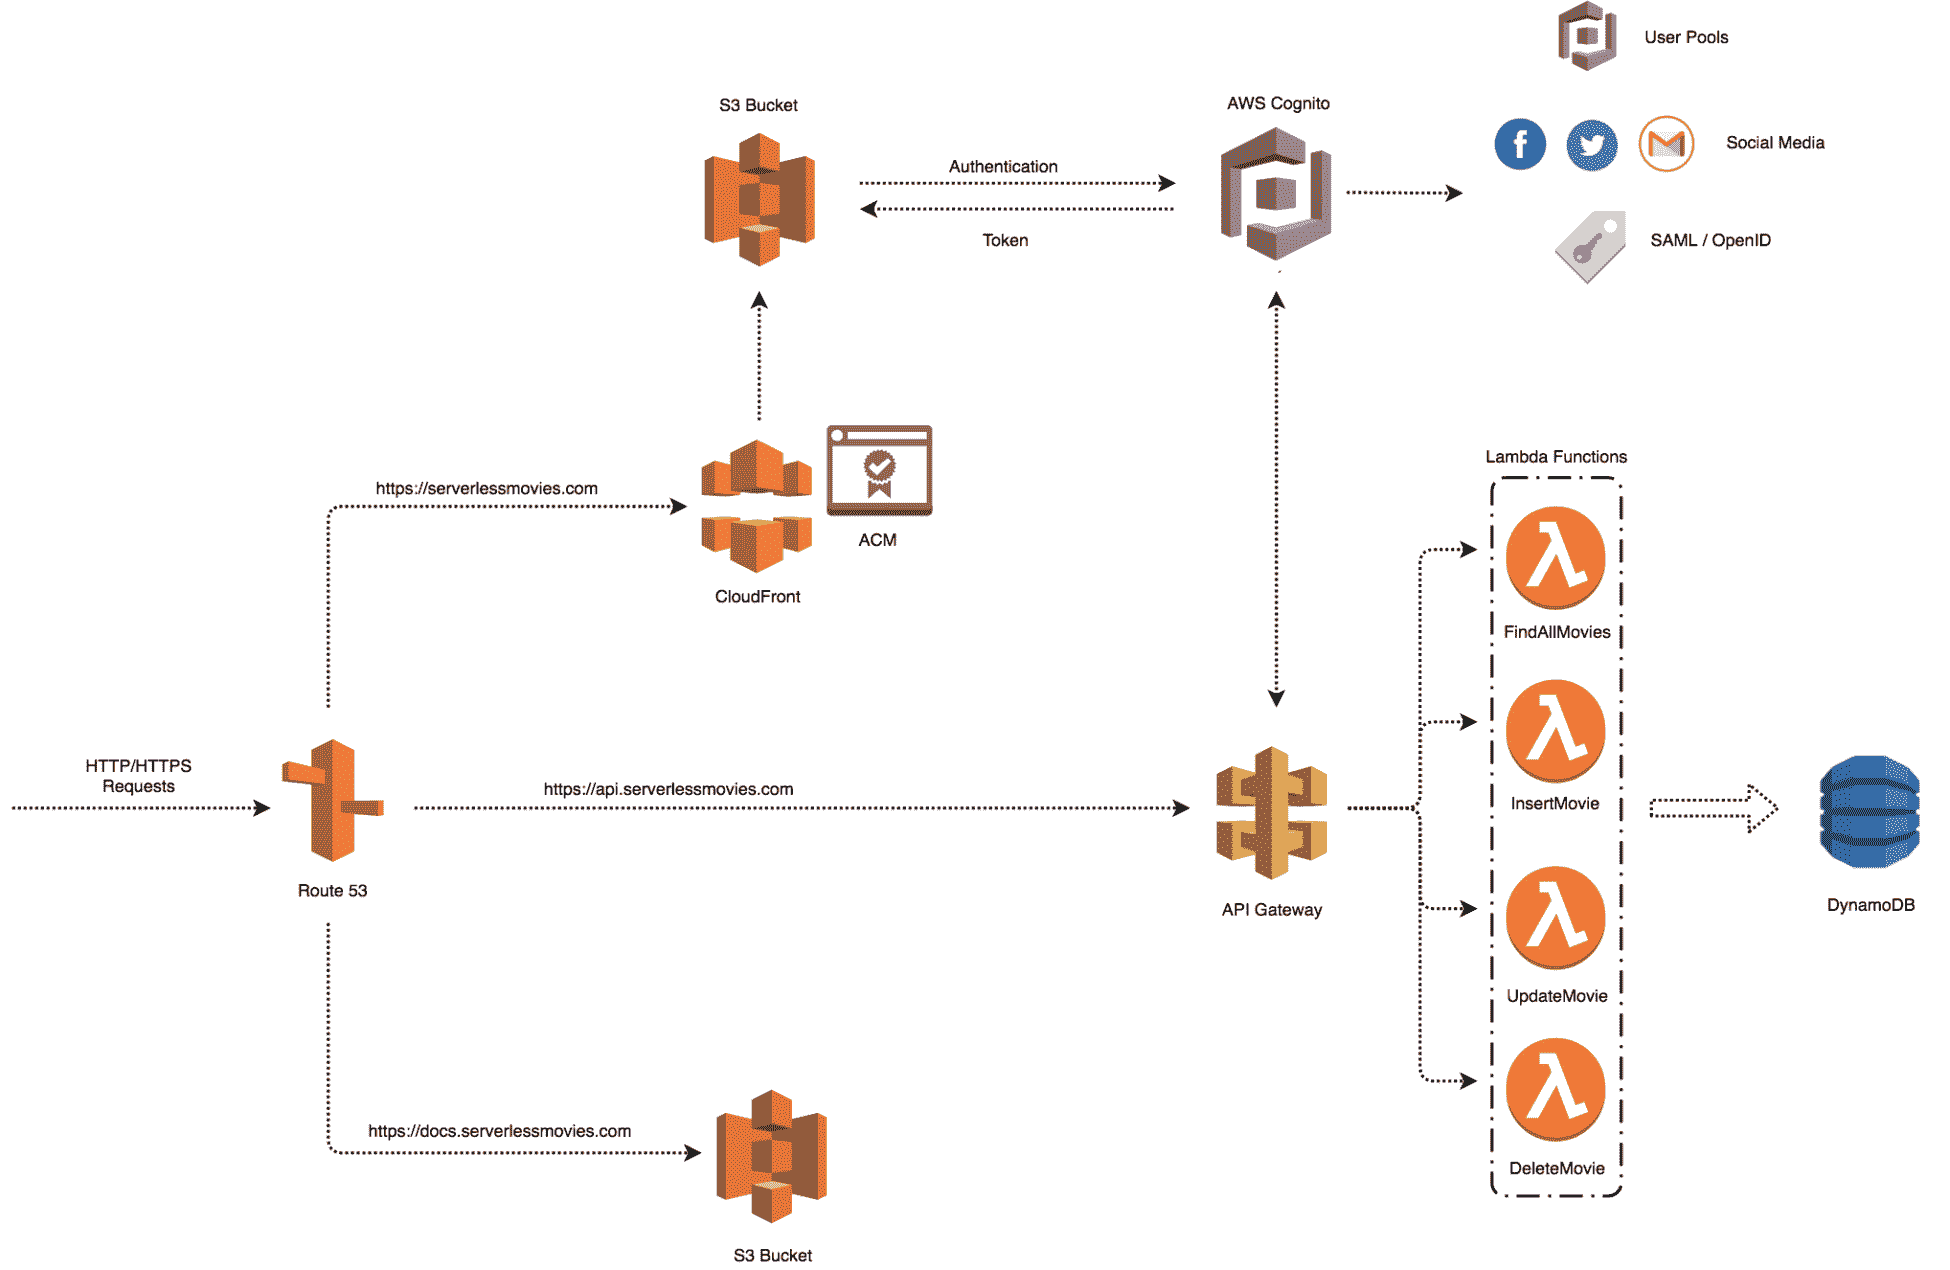 User Pools
S3 Bucket
AWS Cognito
Social Media
Authentication
Token
SAML / OpenID
Lambda Functions
https://serverlessmovies.com
ACM
CloudFront
FindAllMovies
HTTP/HTTPS
Requests
https://api.serverlessmovies.com
InsertMovie
Route 53
API Gateway
DynamoDB
UpdateMovie
https://docs.serverlessmovies.com
DeleteMovie
S3 Bucket